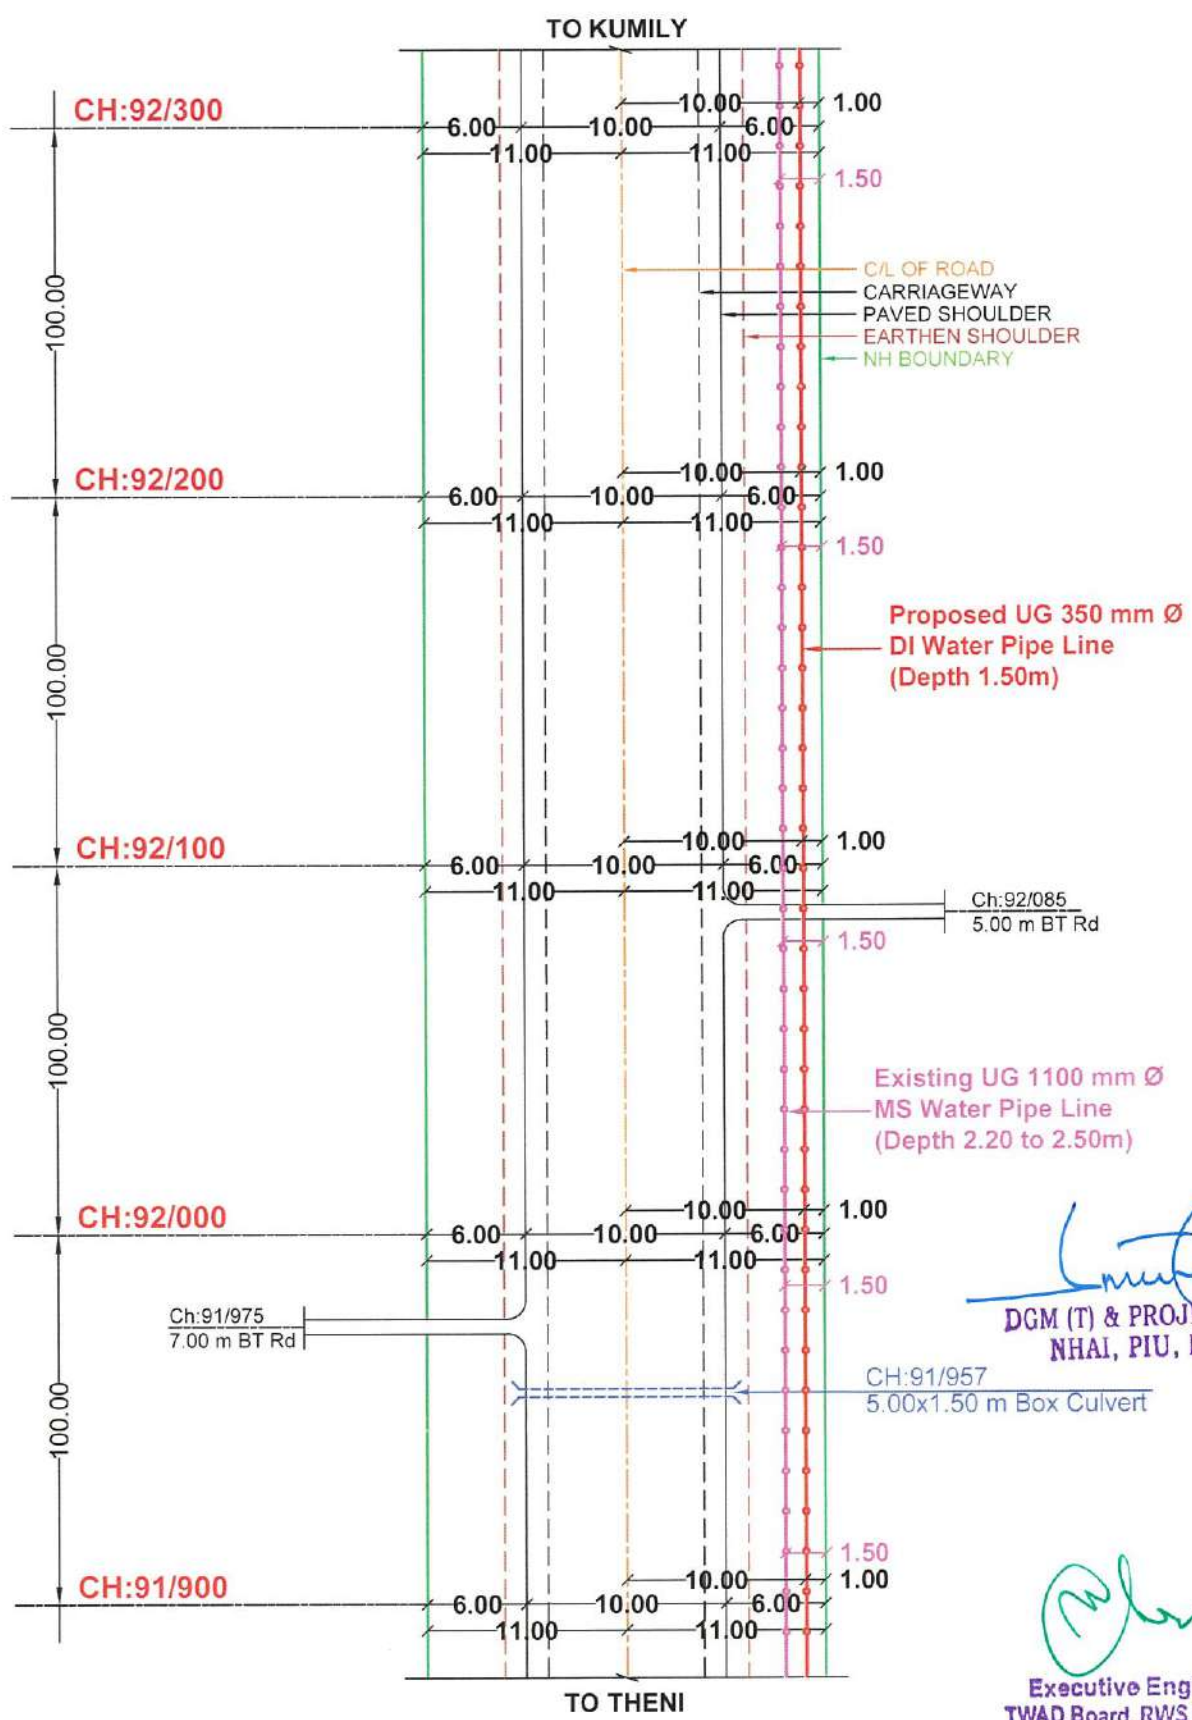 TO KUMILY
CH:92/300
10.00 1.00
6.00 10.00 6.00
11.00 11.00
1.50
C/L OF ROAD
CARRIAGEWAY
PAVED SHOULDER
EARTHEN SHOULDER
NH BOUNDARY
100.00
CH:92/200
10.00 1.00
6.00 10.00 6.00
11.00 11.00
1.50
Proposed UG 350 mm Ø
DI Water Pipe Line
(Depth 1.50m)
100.00
CH:92/100
10.00 1.00
6.00 10.00 6.00
11.00 11.00
Ch:92/085
5.00 m BT Rd
1.50
100.00
Existing UG 1100 mm Ø
MS Water Pipe Line
(Depth 2.20 to 2.50m)
CH:92/000
10.00 1.00
6.00 10.00 6.00
11.00 11.00
1.50
Ch:91/975
7.00 m BT Rd
DGM (T) & PROJ
NHAI, PIU,
CH:91/957
5.00x1.50 m Box Culvert
100.00
1.50
CH:91/900
10.00 1.00
6.00 10.00 6.00
11.00 11.00
TO THENI
Executive Eng
TWAD Board, RWS